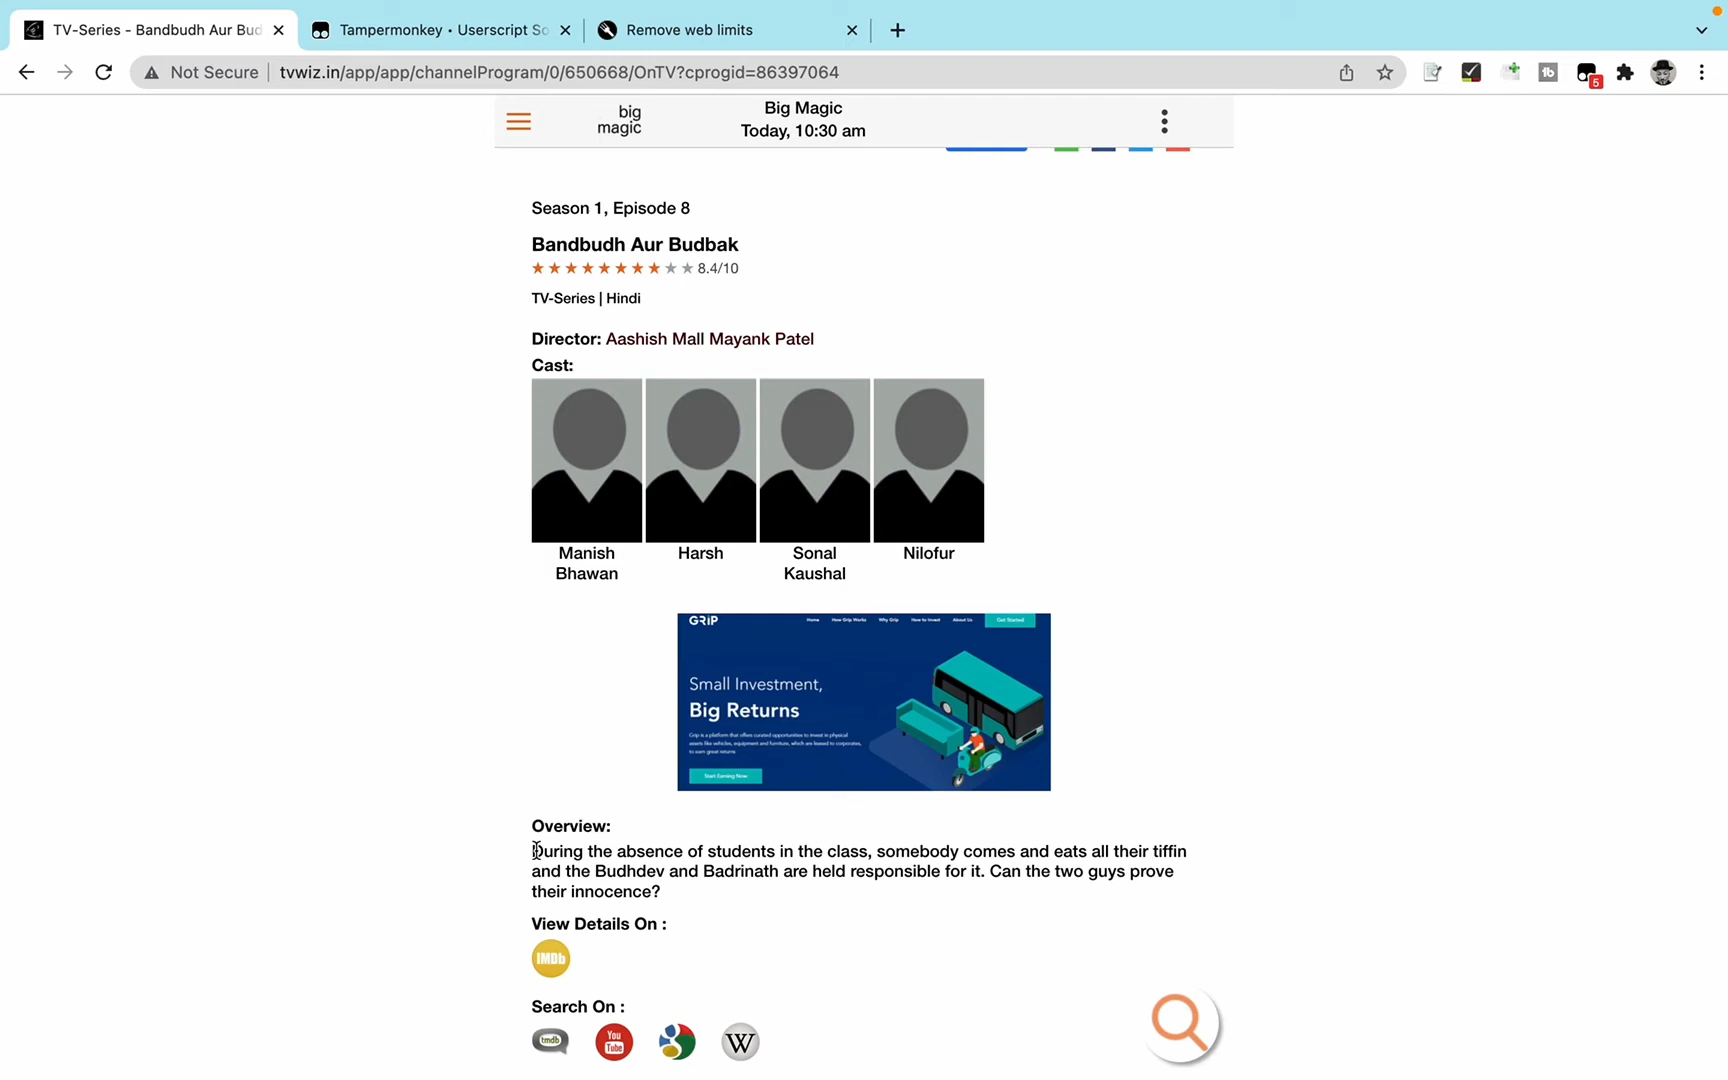 TV-Series - Bandbudh Aur Bud
Tampermonkey • Userscript So
Remove web limits
Not Secure
tvwiz.in/app/app/channelProgram/0/650668/OnTV?cprogid=86397064
5
big
magic
Big Magic
Today, 10:30 am
Season 1, Episode 8
Bandbudh Aur Budbak
8.4/10
TV-Series | Hindi
Director: Aashish Mall Mayank Patel
Cast:
Manish
Bhawan
Harsh
Sonal
Kaushal
Nilofur
GRiP
Home How Grip Works Why Grip How to Invest About Us Get Started
Small Investment,
Big Returns
Grip is a platform that offers curated opportunities to invest in physical
assets like vehicles, equipment and furniture, which are leased to corporates,
to earn great returns
Start Earning Now
Overview:
During the absence of students in the class, somebody comes and eats all their tiffin
and the Budhdev and Badrinath are held responsible for it. Can the two guys prove
their innocence?
View Details On :
IMDb
Search On :
tmdb
You
Tube
g
W